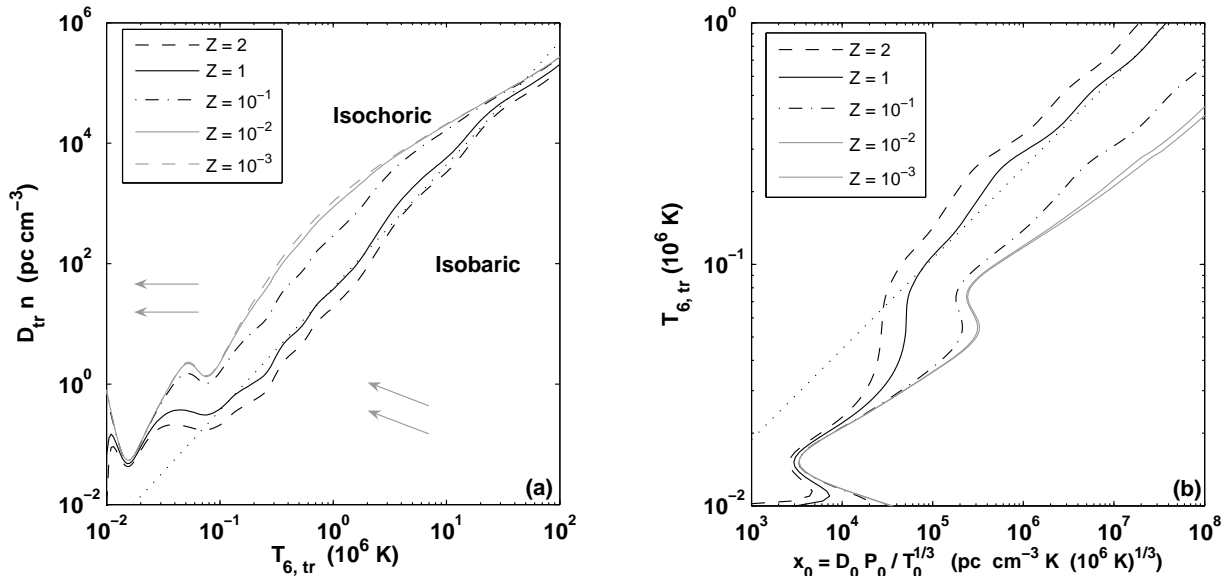 10⁶
10⁴
10²
10⁰
10⁻²
D_tr n (pc cm⁻³)
Z = 2
Z = 1
Z = 10⁻¹
Z = 10⁻²
Z = 10⁻³
Isochoric
Isobaric
(a)
10⁻² 10⁻¹ 10⁰ 10¹ 10²
T_6, tr (10⁶ K)
10⁰
10⁻¹
10⁻²
T_6, tr (10⁶ K)
Z = 2
Z = 1
Z = 10⁻¹
Z = 10⁻²
Z = 10⁻³
(b)
10³ 10⁴ 10⁵ 10⁶ 10⁷ 10⁸
x₀ = D₀ P₀ / T₀^1/3 (pc cm⁻³ K (10⁶ K)^1/3)